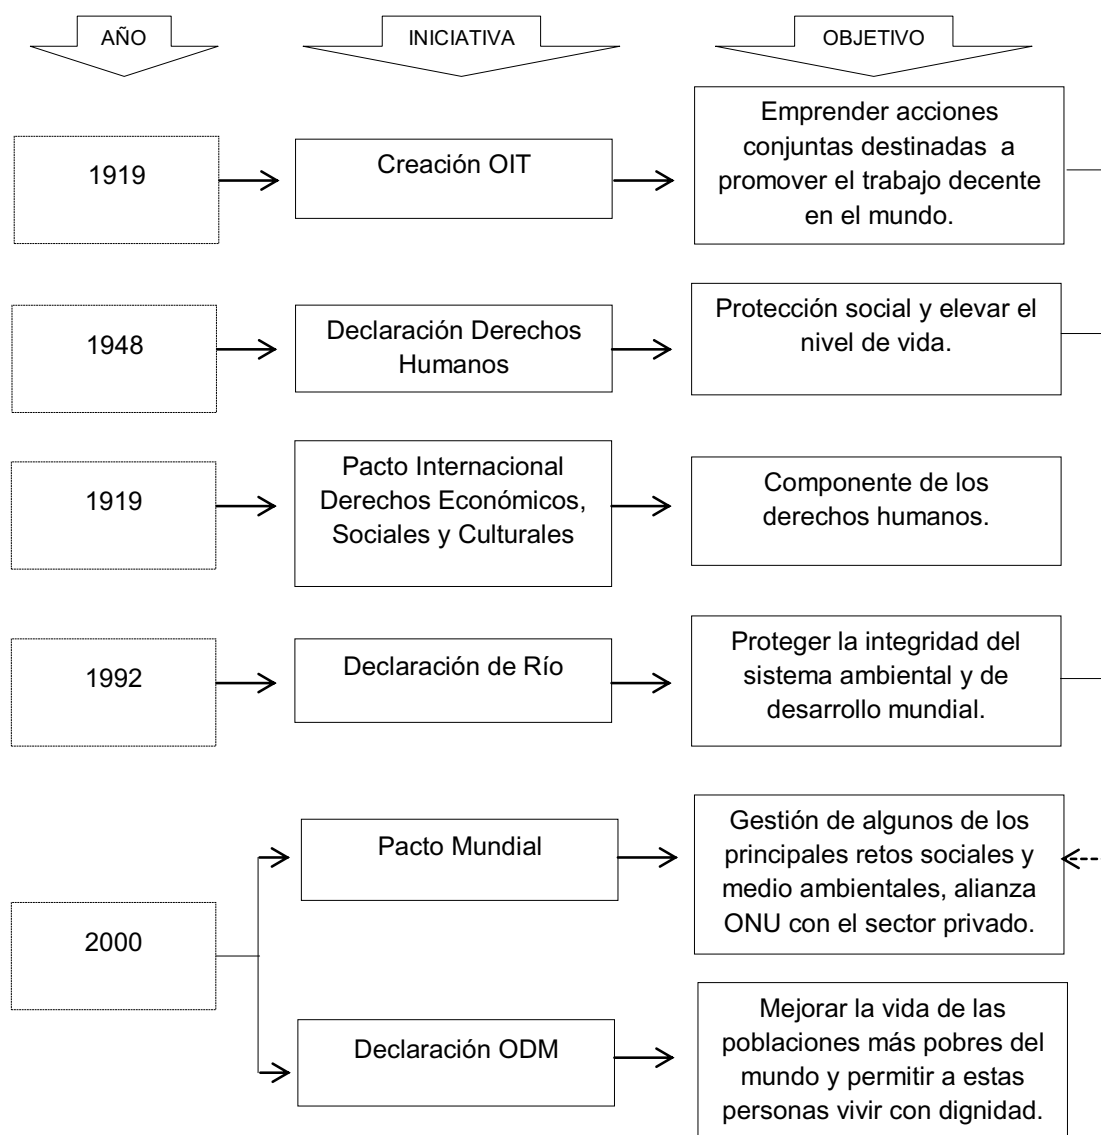 AÑO
INICIATIVA
OBJETIVO
1919
Creación OIT
Emprender acciones
conjuntas destinadas a
promover el trabajo decente
en el mundo.
1948
Declaración Derechos
Humanos
Protección social y elevar el
nivel de vida.
1919
Pacto Internacional
Derechos Económicos,
Sociales y Culturales
Componente de los
derechos humanos.
1992
Declaración de Río
Proteger la integridad del
sistema ambiental y de
desarrollo mundial.
2000
Pacto Mundial
Gestión de algunos de los
principales retos sociales y
medio ambientales, alianza
ONU con el sector privado.
Declaración ODM
Mejorar la vida de las
poblaciones más pobres del
mundo y permitir a estas
personas vivir con dignidad.